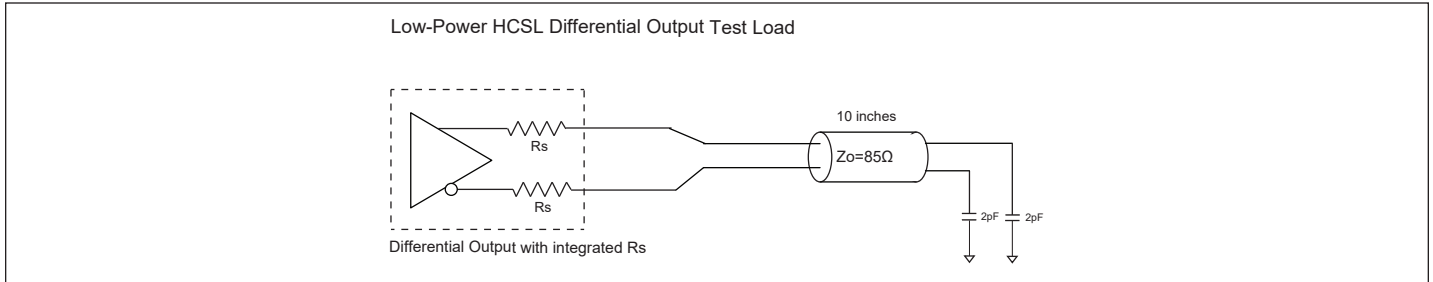 Low-Power HCSL Differential Output Test Load
10 inches
Rs
Zo=85Ω
Rs
2pF
2pF
Differential Output with integrated Rs